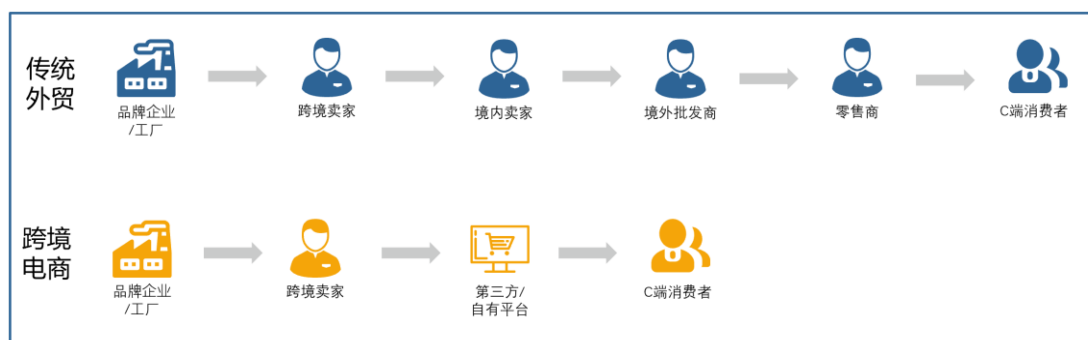 传统
外贸
品牌企业
/工厂
跨境卖家
境内卖家
境外批发商
零售商
C端消费者
跨境
电商
品牌企业
/工厂
跨境卖家
第三方/
自有平台
C端消费者